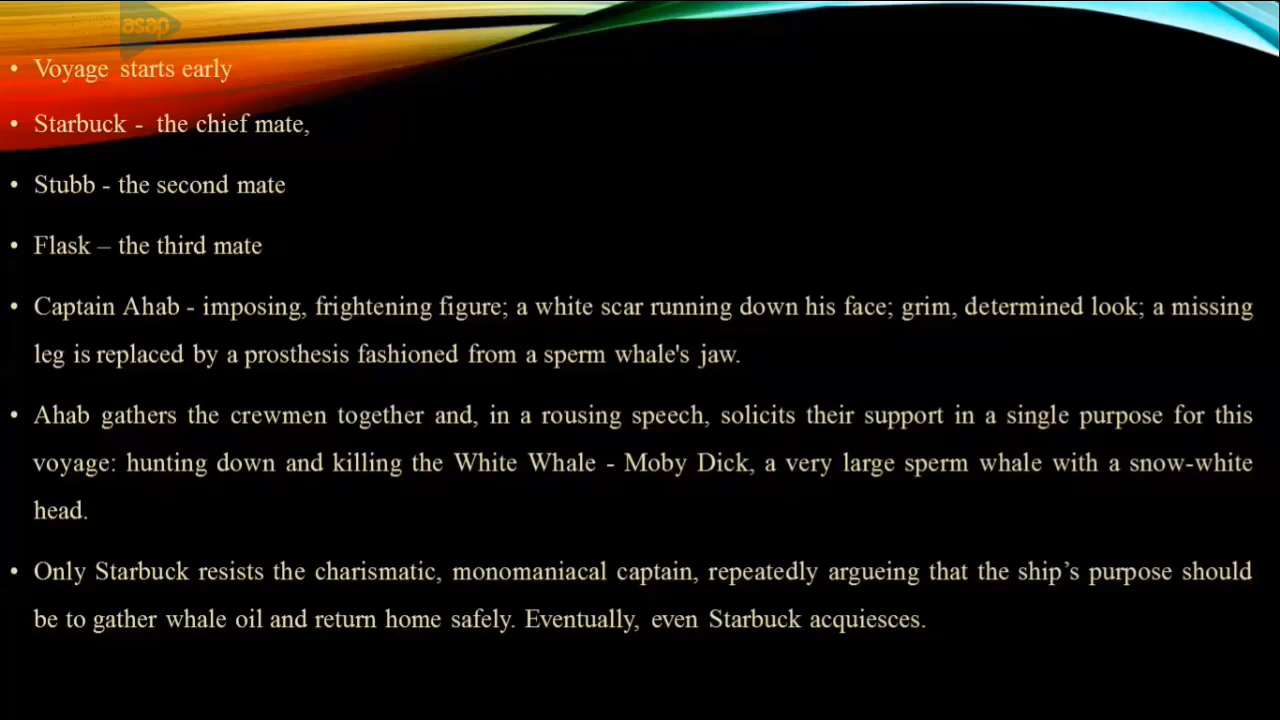 asap
• Voyage starts early
• Starbuck - the chief mate,
• Stubb - the second mate
• Flask – the third mate
• Captain Ahab - imposing, frightening figure; a white scar running down his face; grim, determined look; a missing
leg is replaced by a prosthesis fashioned from a sperm whale's jaw.
• Ahab gathers the crewmen together and, in a rousing speech, solicits their support in a single purpose for this
voyage: hunting down and killing the White Whale - Moby Dick, a very large sperm whale with a snow-white
head.
• Only Starbuck resists the charismatic, monomaniacal captain, repeatedly argueing that the ship’s purpose should
be to gather whale oil and return home safely. Eventually, even Starbuck acquiesces.